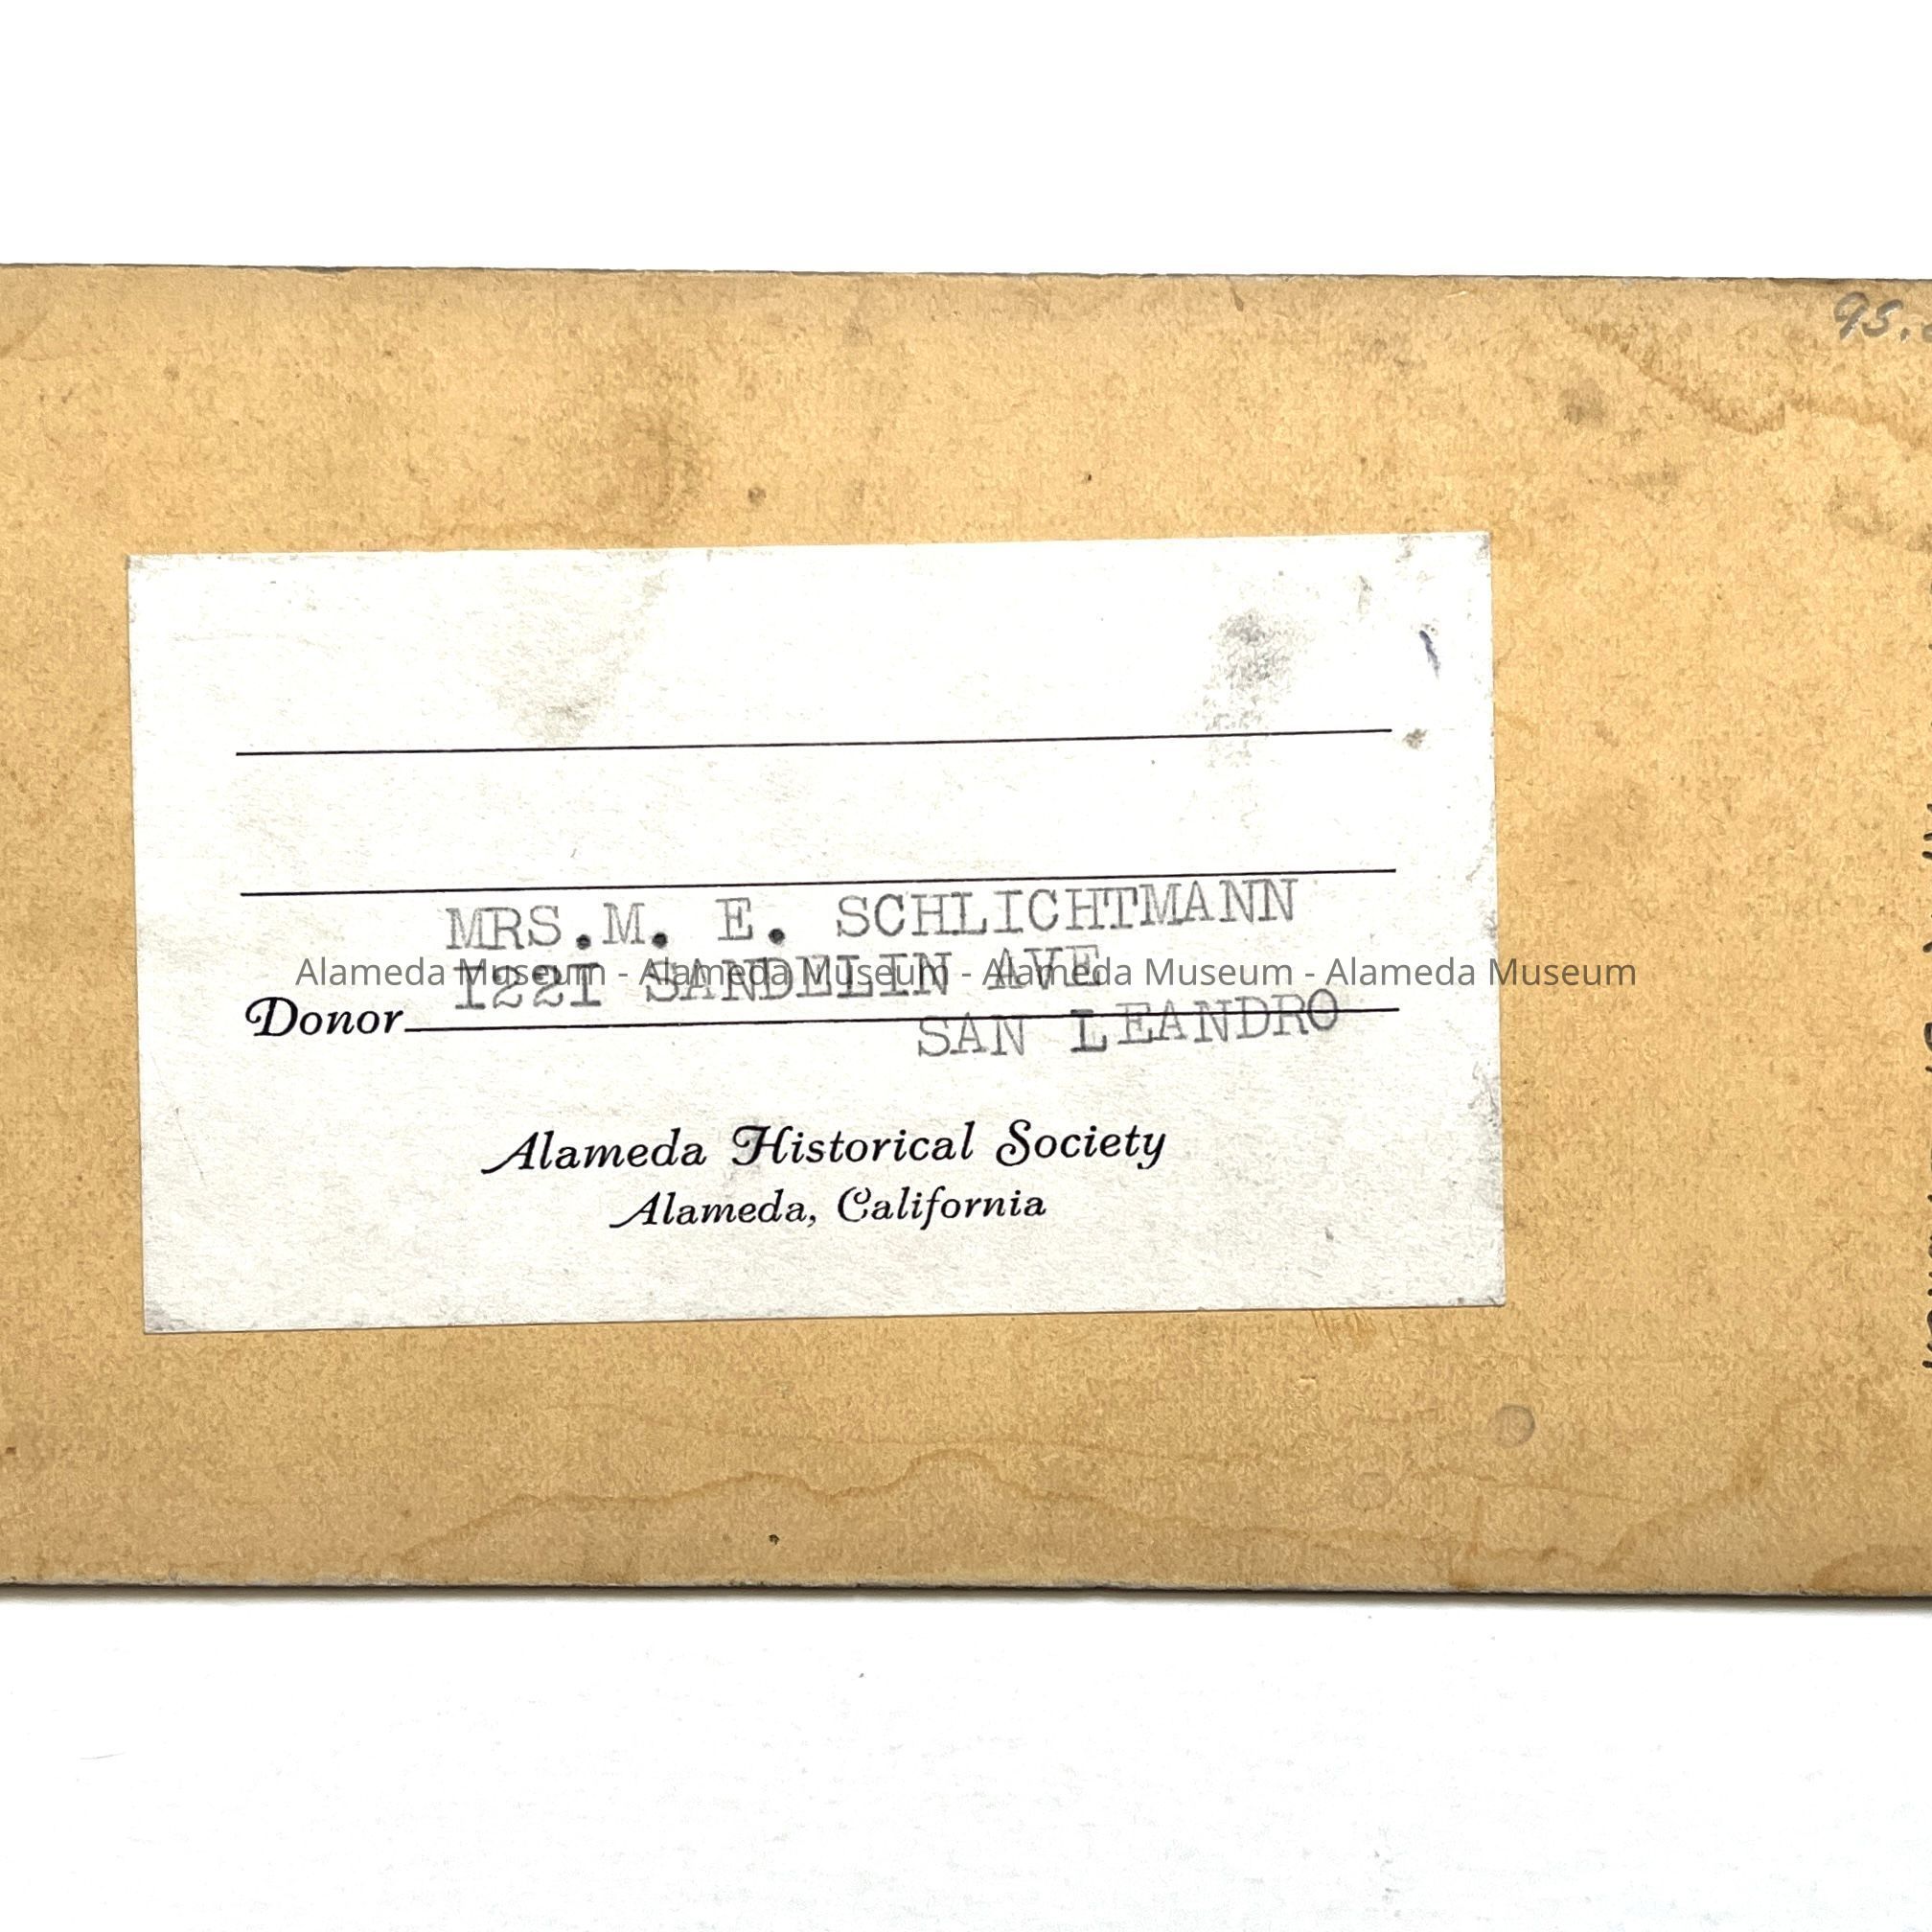 95.
MRS.M. E. SCHLICHTMANN
1221 SANDELIN AVE
Alameda Museum - Alameda Museum - Alameda Museum - Alameda Museum
Donor
SAN LEANDRO
Alameda Historical Society
Alameda, California